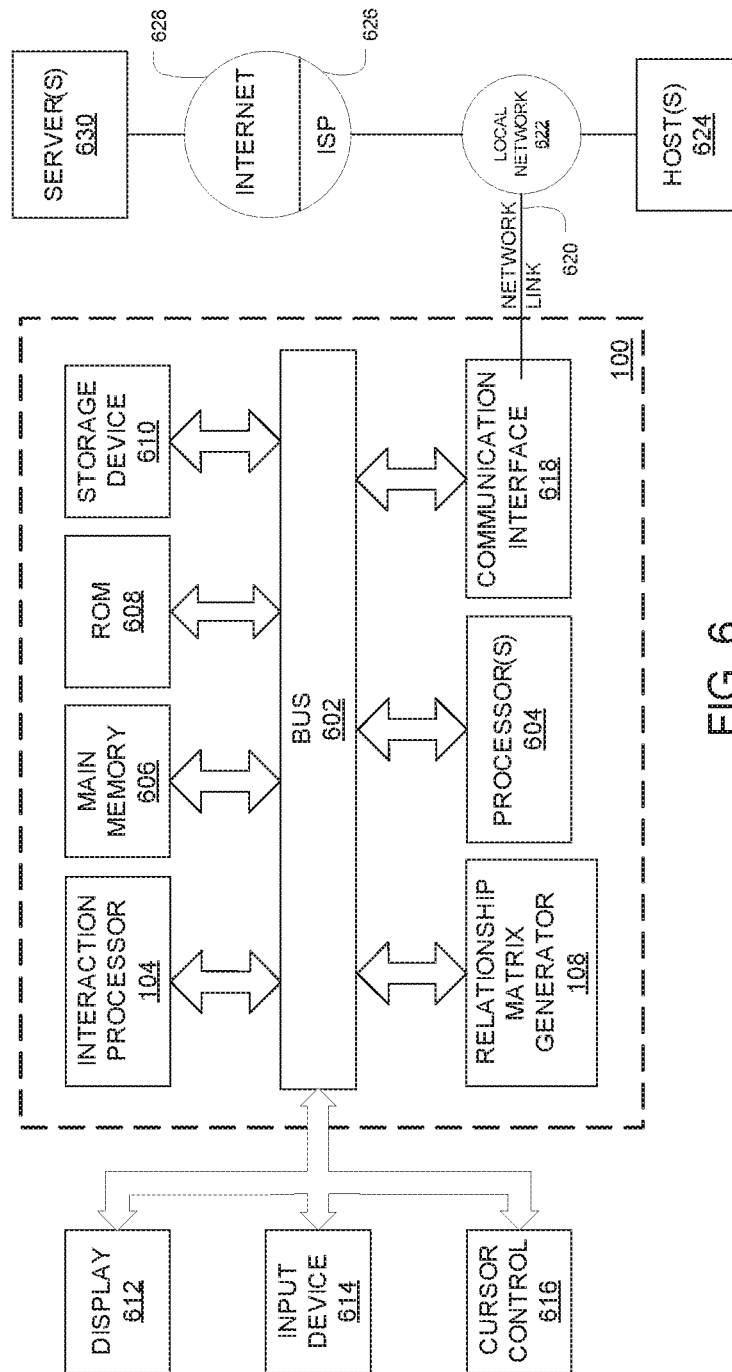 DISPLAY
612
INPUT
DEVICE
614
CURSOR
CONTROL
616
INTERACTION
PROCESSOR
104
MAIN
MEMORY
606
ROM
608
STORAGE
DEVICE
610
BUS
602
RELATIONSHIP
MATRIX
GENERATOR
108
PROCESSOR(S)
604
COMMUNICATION
INTERFACE
618
100
NETWORK
LINK
620
SERVER(S)
630
628
INTERNET
ISP
626
LOCAL
NETWORK
622
HOST(S)
624
FIG. 6